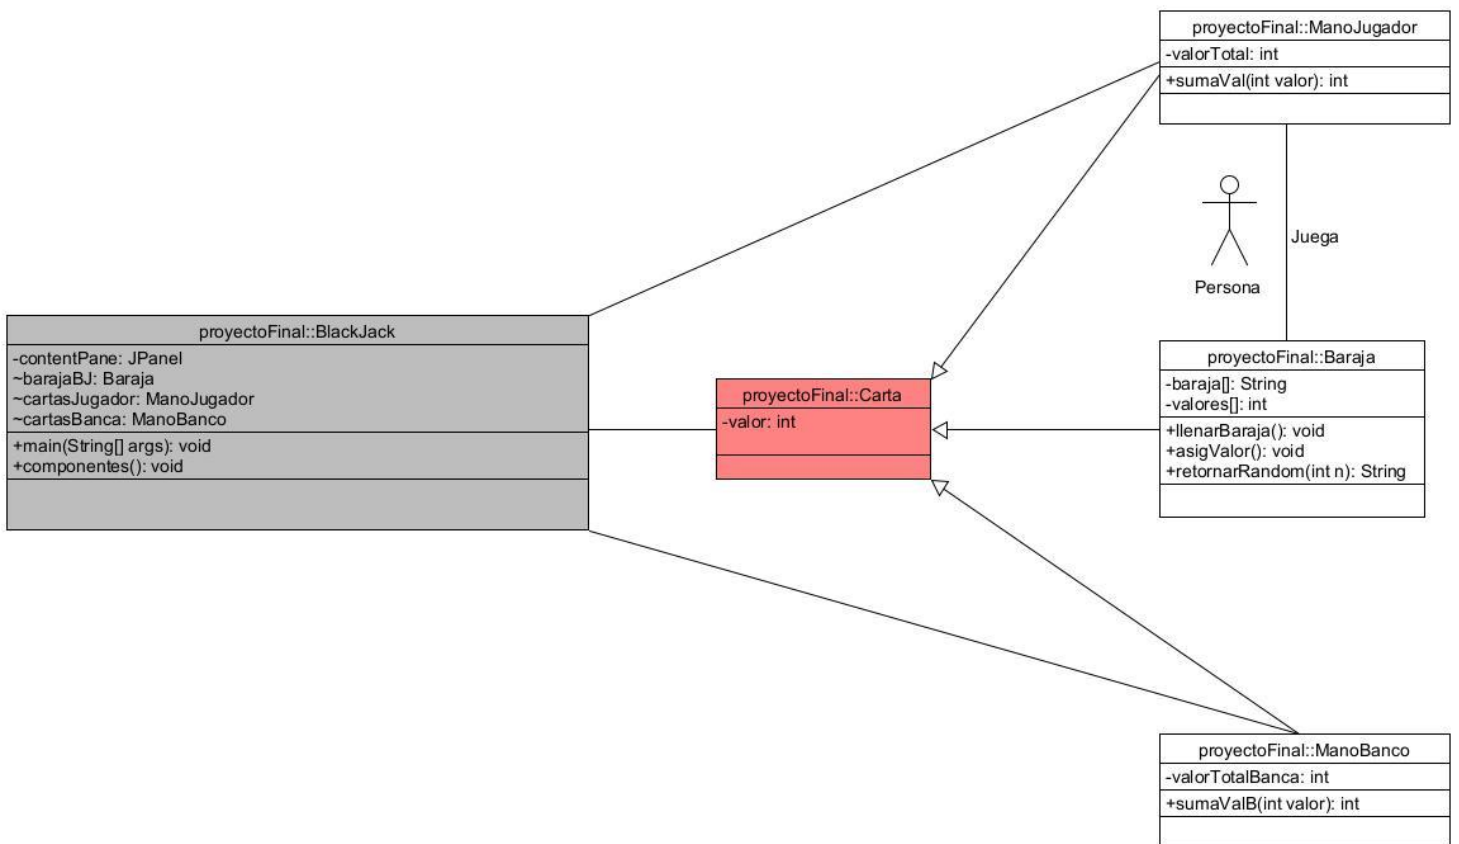 proyectoFinal::ManoJugador
-valorTotal: int
+sumaVal(int valor): int
Juega
Persona
proyectoFinal::BlackJack
-contentPane: JPanel
~barajaBJ: Baraja
~cartasJugador: ManoJugador
~cartasBanca: ManoBanco
+main(String[] args): void
+componentes(): void
proyectoFinal::Carta
-valor: int
proyectoFinal::Baraja
-baraja[]: String
-valores[]: int
+llenarBaraja(): void
+asigValor(): void
+retornarRandom(int n): String
proyectoFinal::ManoBanco
-valorTotalBanca: int
+sumaValB(int valor): int